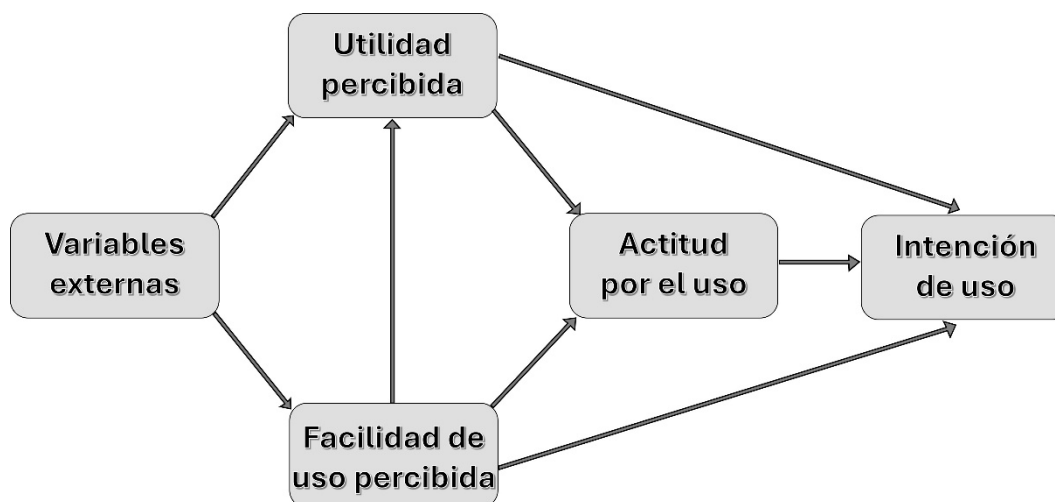 Utilidad
percibida
Variables
externas
Actitud
por el uso
Intención
de uso
Facilidad de
uso percibida